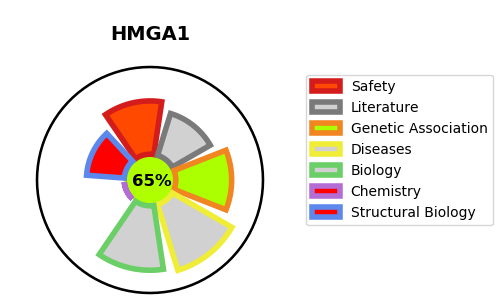 HMGA1
65%
Safety
Literature
Genetic Association
Diseases
Biology
Chemistry
Structural Biology